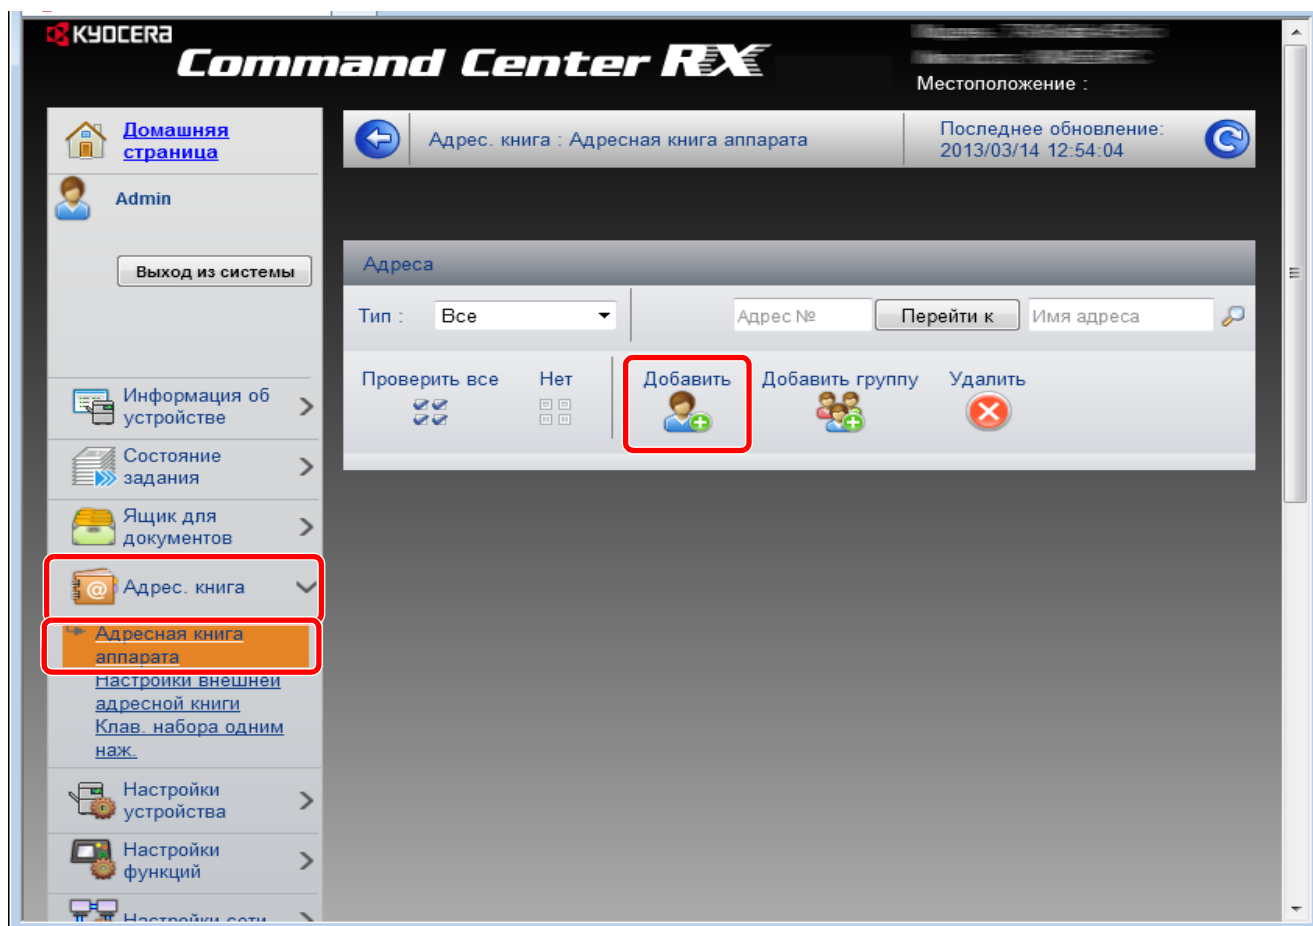 KYOCERA
Command Center RX
Местоположение :
Домашняя
страница
Адрес. книга : Адресная книга аппарата
Последнее обновление:
2013/03/14 12:54:04
Admin
Выход из системы
Адреса
Тип :
Все
Адрес №
Перейти к
Имя адреса
Проверить все
Нет
Добавить
Добавить группу
Удалить
Информация об
устройстве
Состояние
задания
Ящик для
документов
Адрес. книга
Адресная книга
аппарата
Настройки внешней
адресной книги
Клав. набора одним
наж.
Настройки
устройства
Настройки
функций
Настройки сети